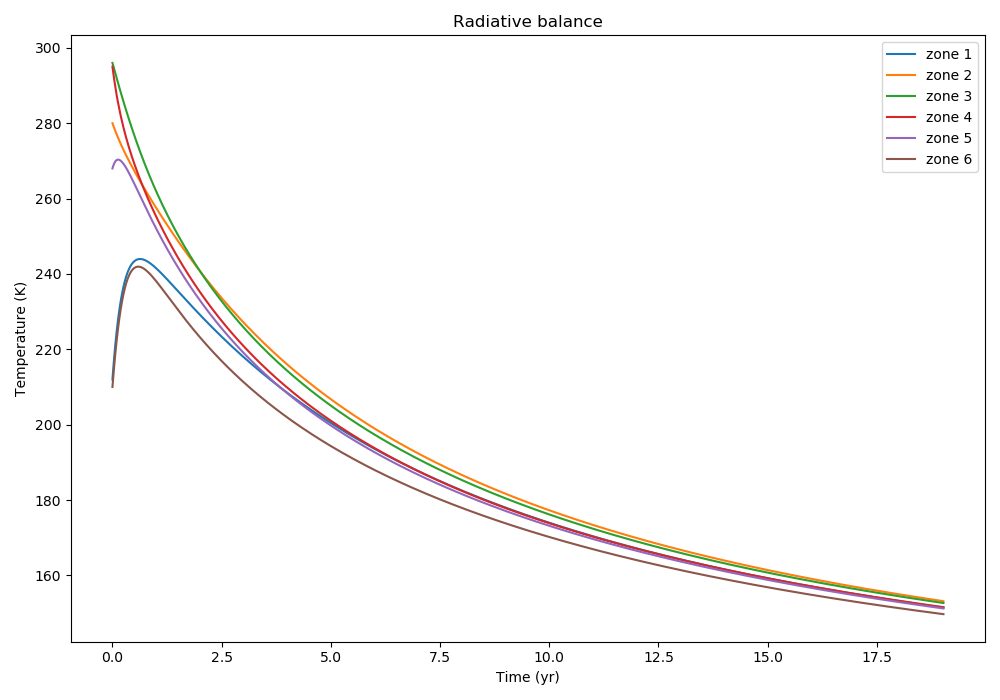 Radiative balance
300
280
260
240
220
200
180
160
Temperature (K)
zone 1
zone 2
zone 3
zone 4
zone 5
zone 6
0.0 2.5 5.0 7.5 10.0 12.5 15.0 17.5
Time (yr)